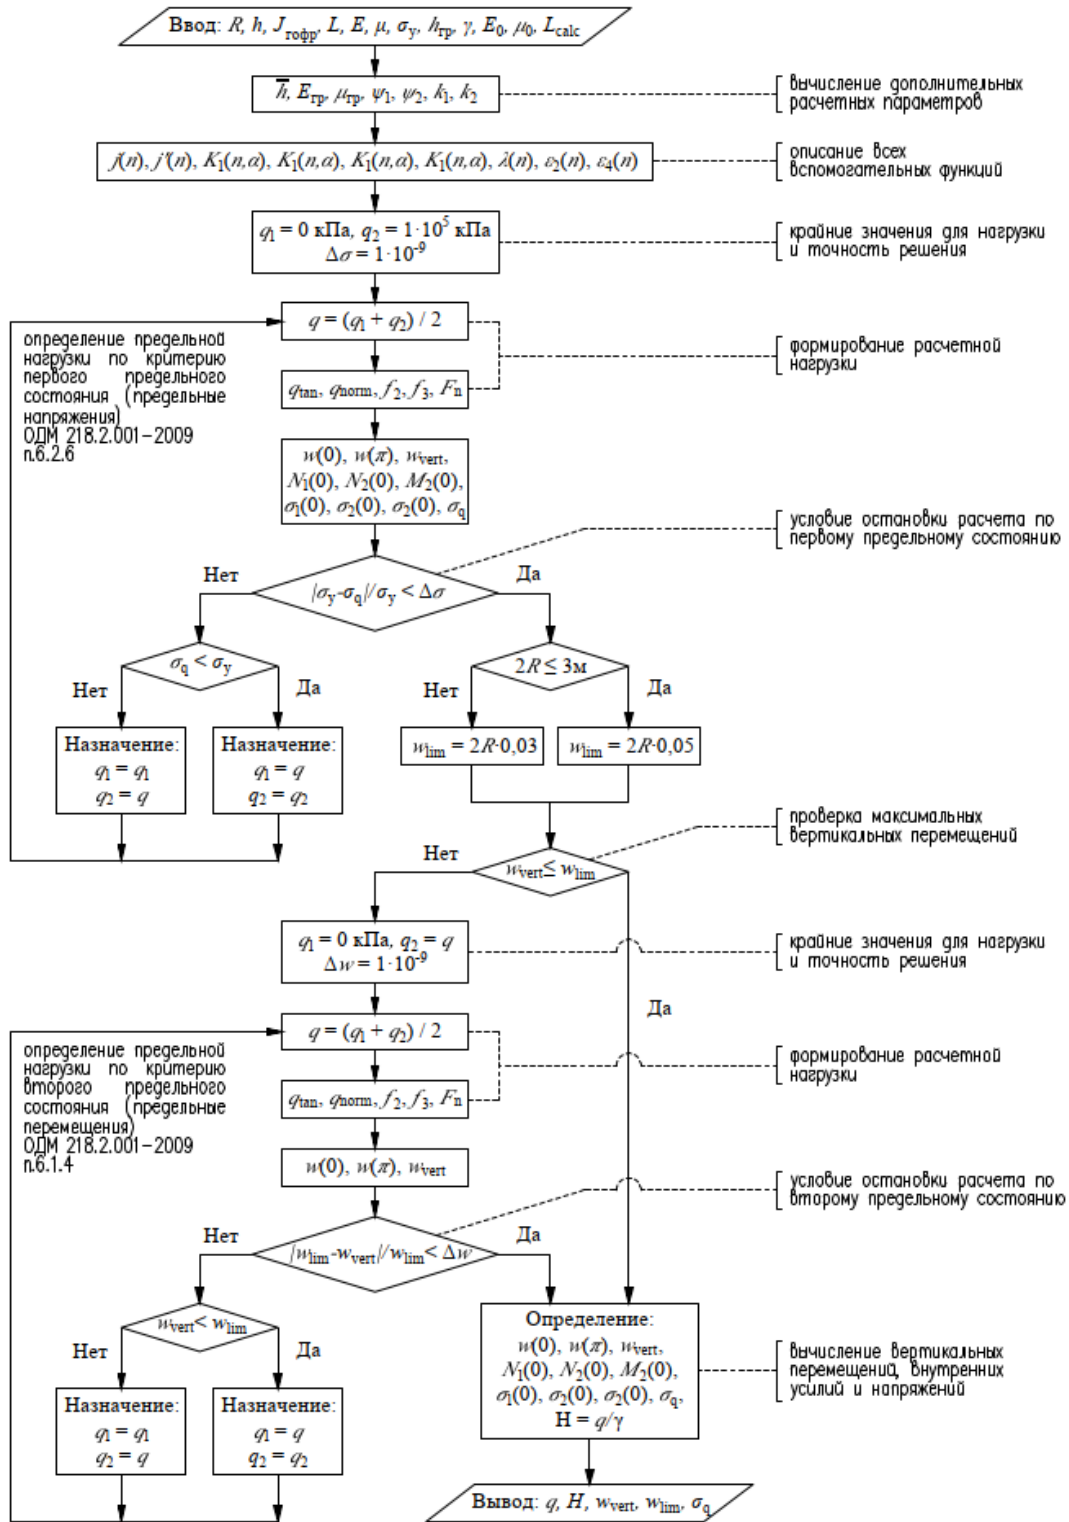 Ввод: R, h, Jгофр, L, E, μ, σy, hгр, γ, E0, μ0, Lcalc
h̅, Eгр, μгр, ψ1, ψ2, k1, k2
вычисление дополнительных
расчетных параметров
j(n), j'(n), K1(n,α), K1(n,α), K1(n,α), K1(n,α), λ(n), ε2(n), ε4(n)
описание всех
вспомогательных функций
q1 = 0 кПа, q2 = 1·10⁵ кПа
Δσ = 1·10⁻⁹
крайние значения для нагрузки
и точность решения
q = (q1 + q2) / 2
определение предельной
нагрузки по критерию
первого предельного
состояния (предельные
напряжения)
ОДМ 218.2.001-2009
п.6.2.6
формирование расчетной
нагрузки
qtan, qnorm, f2, f3, Fn
w(0), w(π), wvert,
N1(0), N2(0), M2(0),
σ1(0), σ2(0), σ2(0), σq
условие остановки расчета по
первому предельному состоянию
Нет
Да
|σy-σq|/σy < Δσ
σq < σy
2R ≤ 3м
Нет
Да
Нет
Да
Назначение:
q1 = q1
q2 = q
Назначение:
q1 = q
q2 = q2
wlim = 2R·0,03
wlim = 2R·0,05
проверка максимальных
вертикальных перемещений
Нет
wvert ≤ wlim
q1 = 0 кПа, q2 = q
Δw = 1·10⁻⁹
крайние значения для нагрузки
и точность решения
Да
q = (q1 + q2) / 2
определение предельной
нагрузки по критерию
второго предельного
состояния (предельные
перемещения)
ОДМ 218.2.001-2009
п.6.1.4
формирование расчетной
нагрузки
qtan, qnorm, f2, f3, Fn
w(0), w(π), wvert
условие остановки расчета по
второму предельному состоянию
Нет
Да
|wlim-wvert|/wlim < Δw
wvert < wlim
Нет
Да
Назначение:
q1 = q1
q2 = q
Назначение:
q1 = q
q2 = q2
Определение:
w(0), w(π), wvert,
N1(0), N2(0), M2(0),
σ1(0), σ2(0), σ2(0), σq,
H = q/γ
вычисление вертикальных
перемещений, внутренних
усилий и напряжений
Вывод: q, H, wvert, wlim, σq